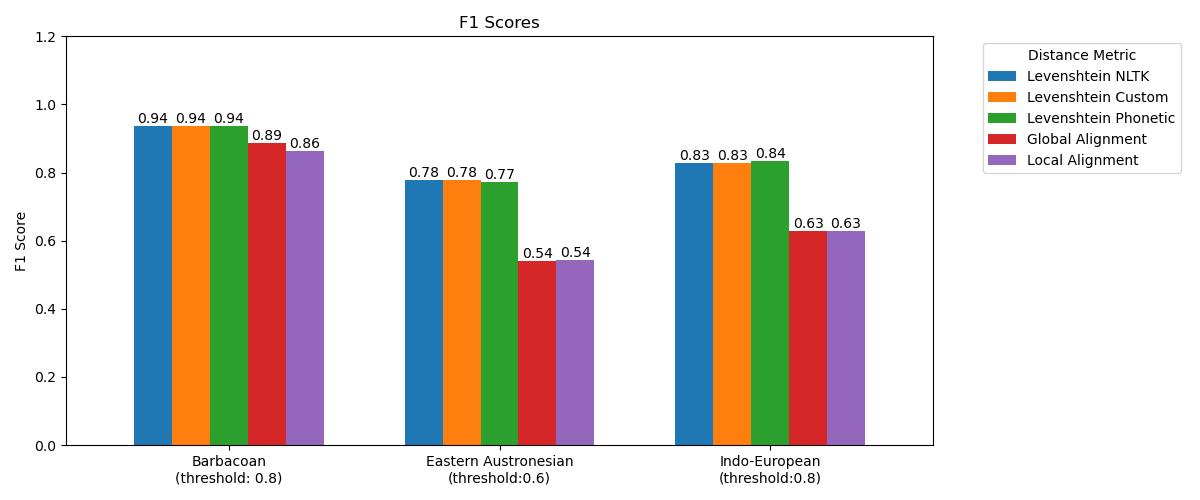 F1 Scores
F1 Score
1.2
1.0
0.8
0.6
0.4
0.2
0.0
0.94 0.94 0.94 0.89 0.86
0.78 0.78 0.77 0.54 0.54
0.83 0.83 0.84 0.63 0.63
Barbacoan
(threshold: 0.8)
Eastern Austronesian
(threshold:0.6)
Indo-European
(threshold:0.8)
Distance Metric
Levenshtein NLTK
Levenshtein Custom
Levenshtein Phonetic
Global Alignment
Local Alignment